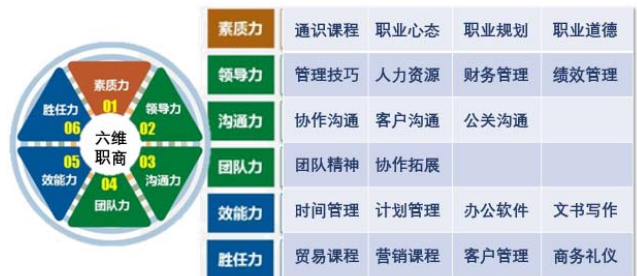 素质力
01
领导力
02
03
沟通力
04
团队力
05
效能力
胜任力
06
六维
职商
素质力 通识课程 职业心态 职业规划 职业道德
领导力 管理技巧 人力资源 财务管理 绩效管理
沟通力 协作沟通 客户沟通 公关沟通
团队力 团队精神 协作拓展
效能力 时间管理 计划管理 办公软件 文书写作
胜任力 贸易课程 营销课程 客户管理 商务礼仪